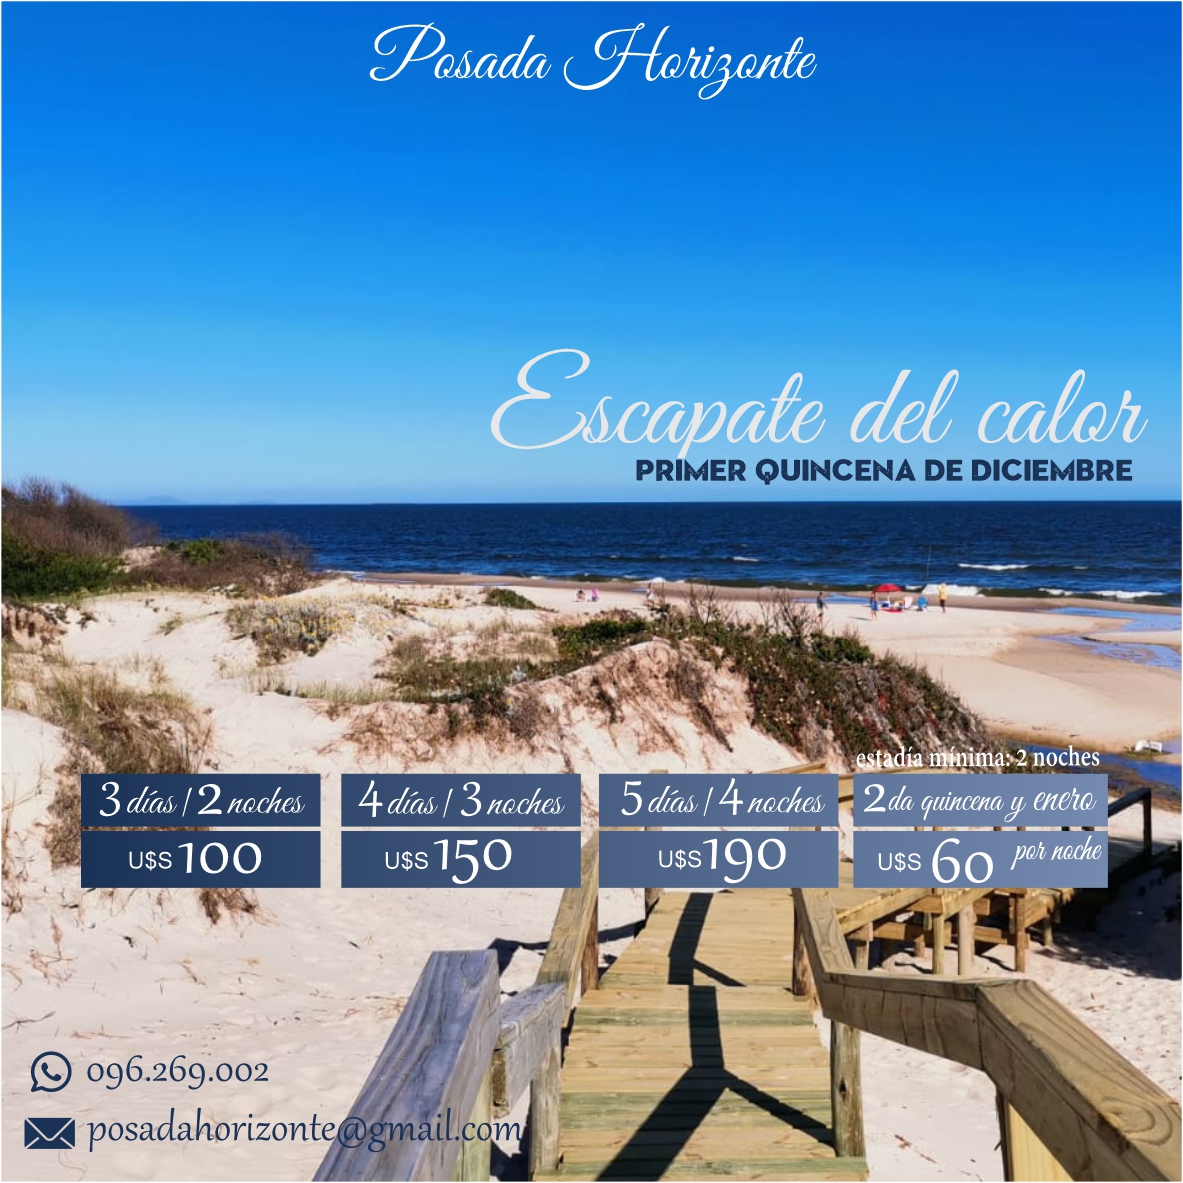 Posada Horizonte
Escapate del calor
PRIMER QUINCENA DE DICIEMBRE
estadía mínima: 2 noches
3 días / 2 noches
U$S 100
4 días / 3 noches
U$S 150
5 días / 4 noches
U$S 190
2da quincena y enero
U$S 60 por noche
096.269.002
posadahorizonte@gmail.com